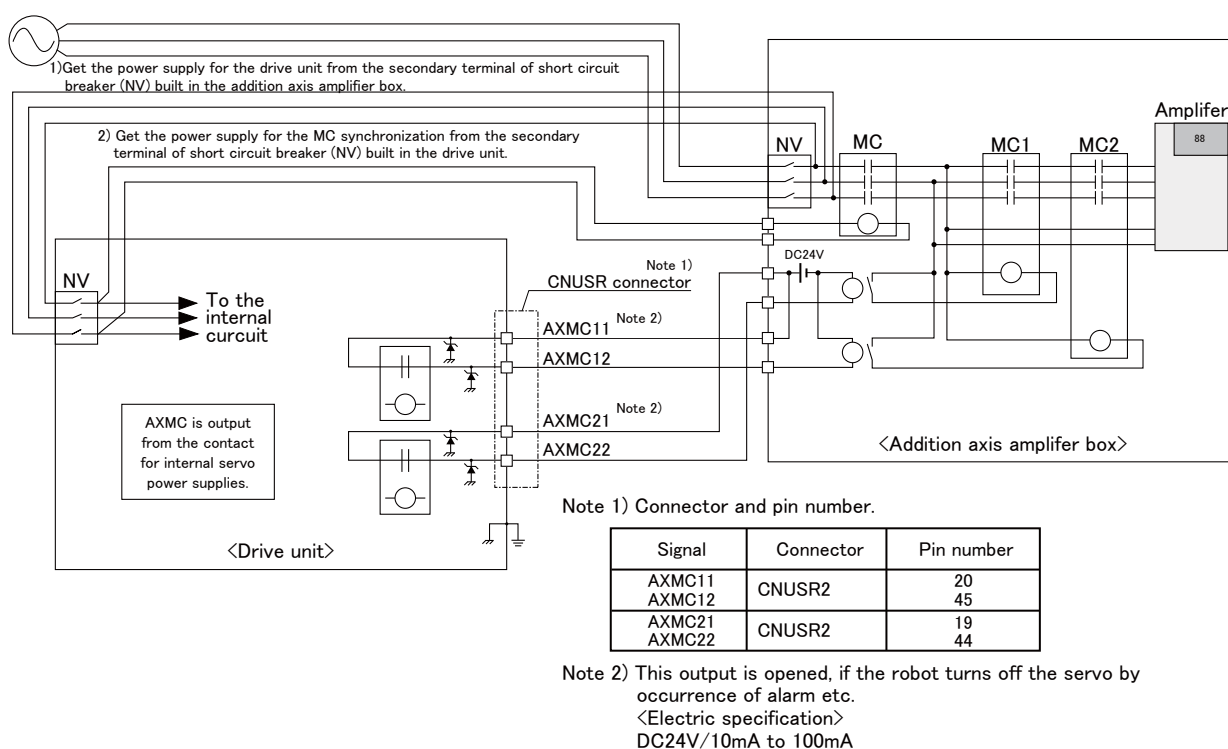 1)Get the power supply for the drive unit from the secondary terminal of short circuit
breaker (NV) built in the addition axis amplifier box.
2) Get the power supply for the MC synchronization from the secondary
terminal of short circuit breaker (NV) built in the drive unit.
Amplifer
88
NV
MC
MC1
MC2
DC24V
NV
To the
internal
curcuit
Note 1)
CNUSR connector
AXMC11 Note 2)
AXMC12
AXMC21 Note 2)
AXMC22
AXMC is output
from the contact
for internal servo
power supplies.
<Drive unit>
<Addition axis amplifer box>
Note 1) Connector and pin number.
Signal Connector Pin number
AXMC11 20
CNUSR2
AXMC12 45
AXMC21 19
CNUSR2
AXMC22 44
Note 2) This output is opened, if the robot turns off the servo by
occurrence of alarm etc.
<Electric specification>
DC24V/10mA to 100mA